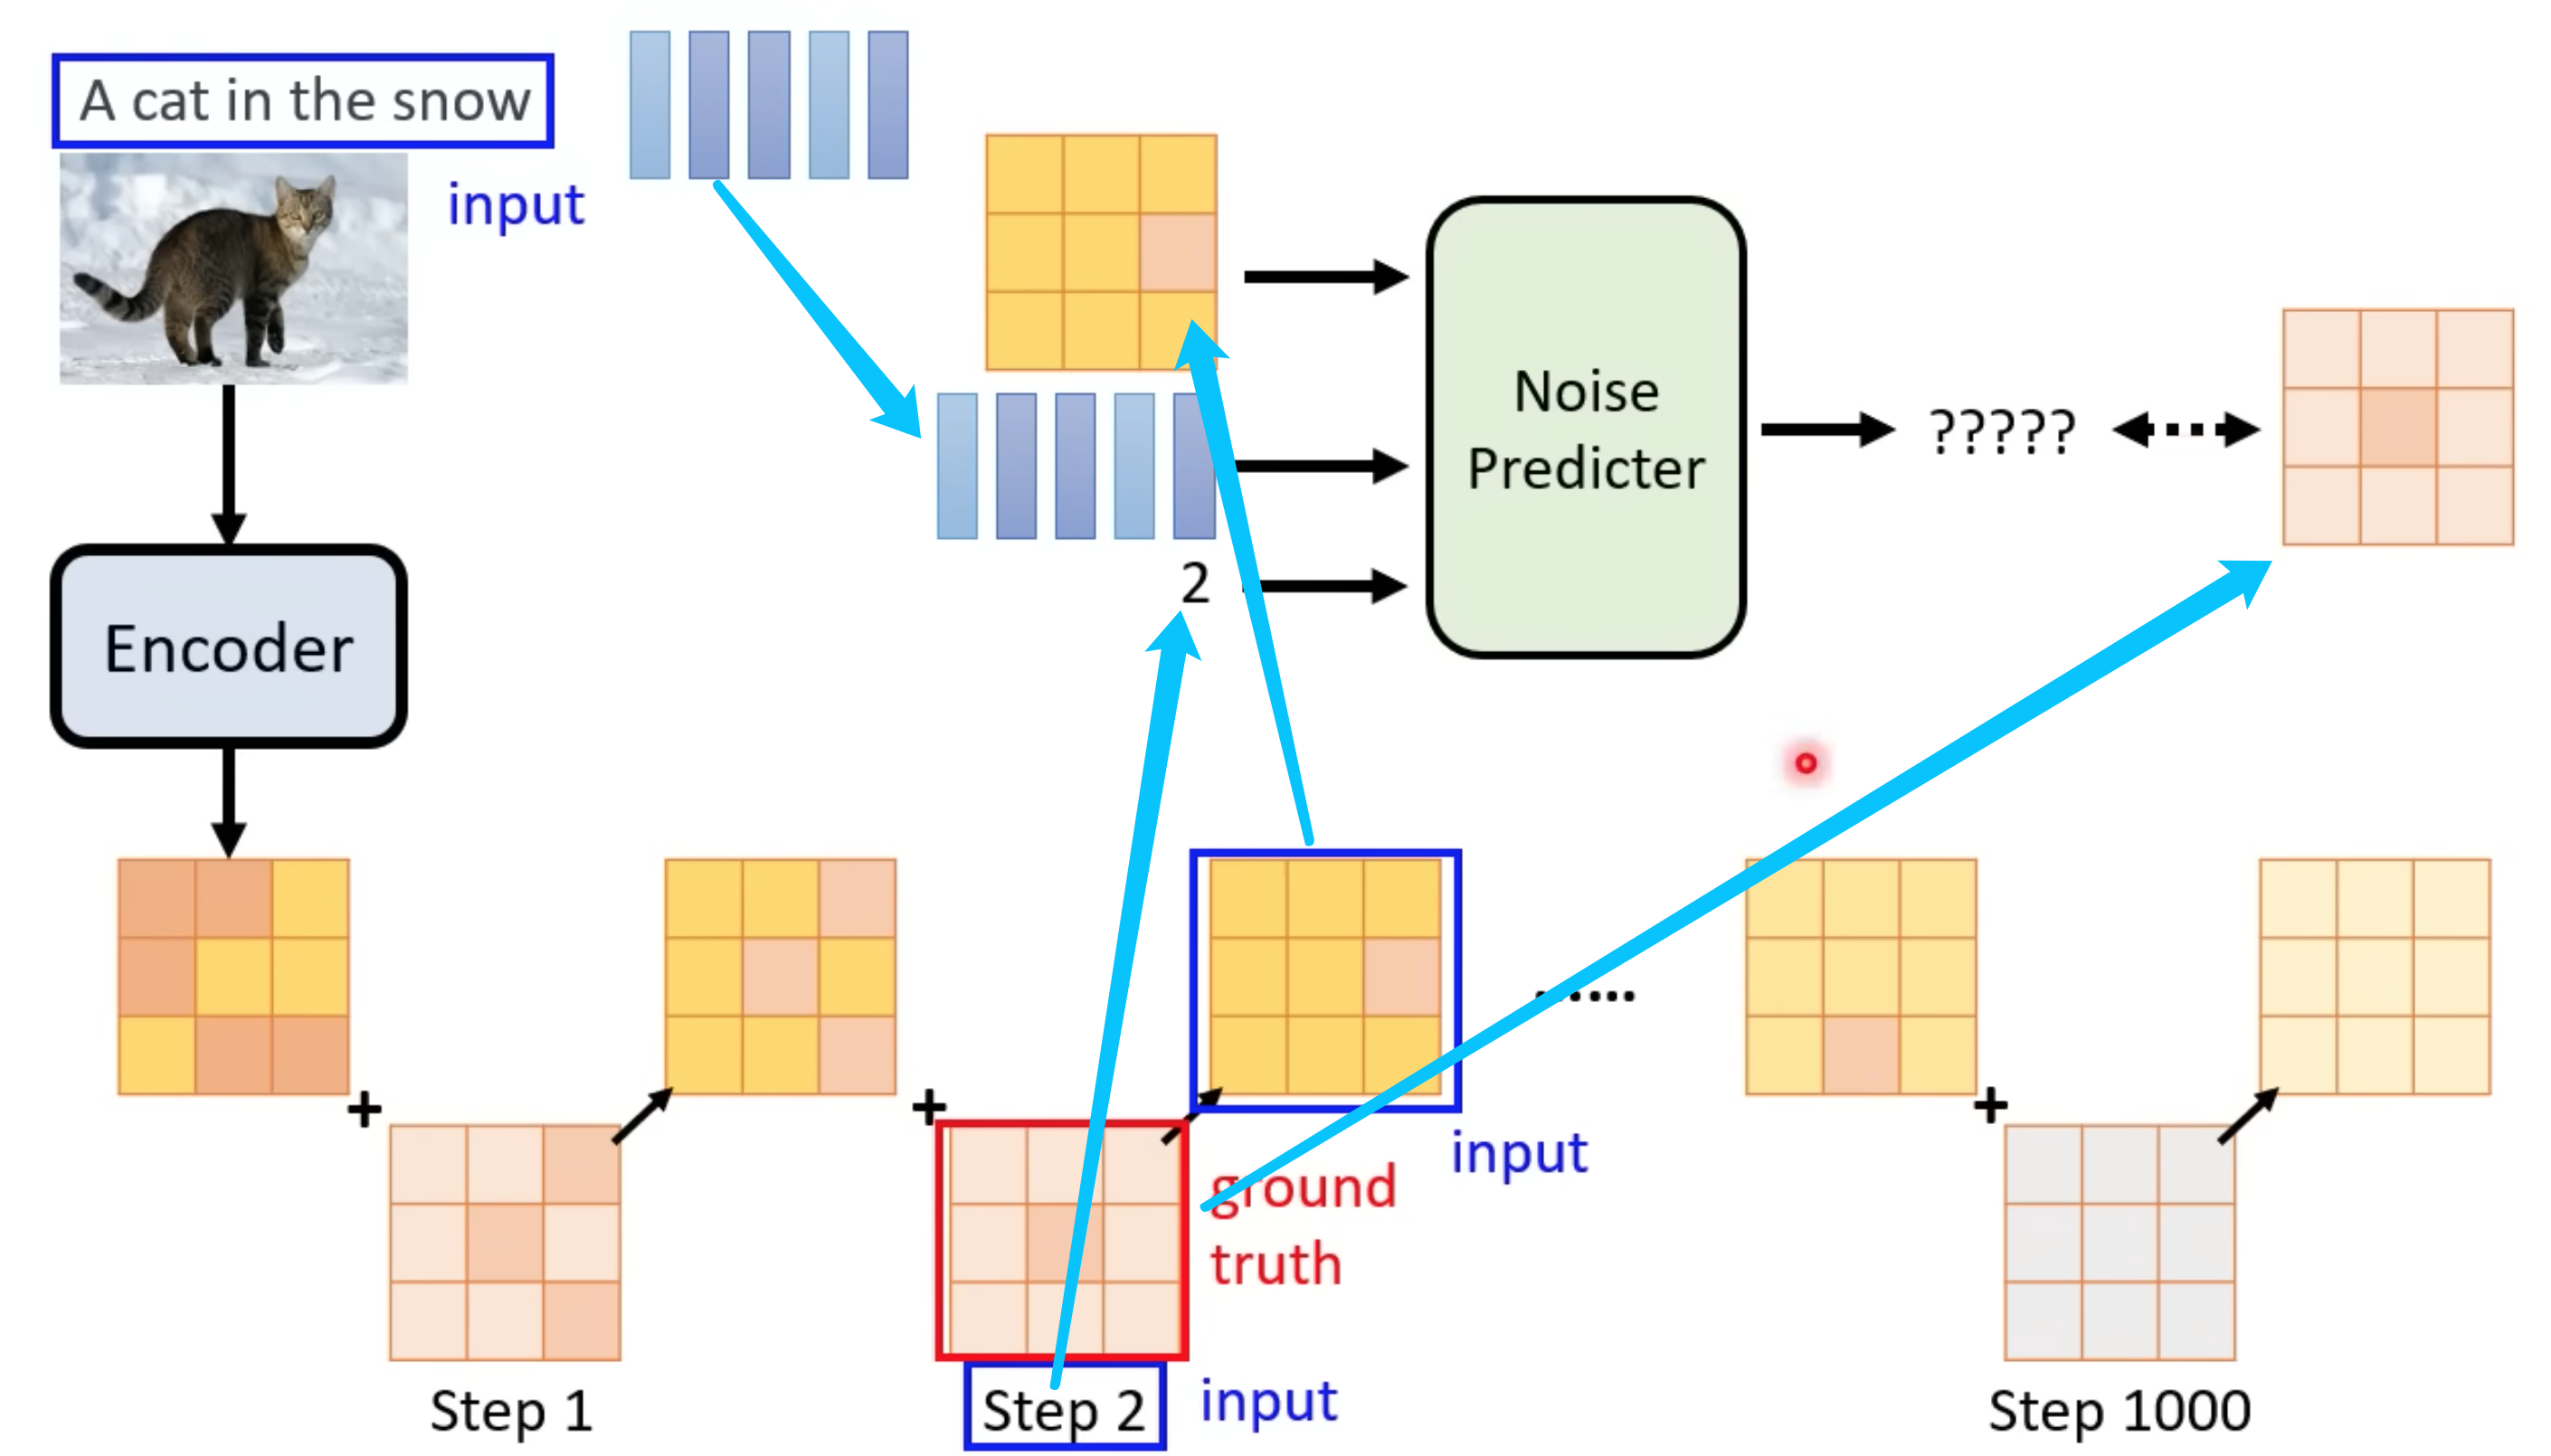 A cat in the snow
input
Encoder
2
Noise
Predicter
?????
+
+
......
+
ground
truth
input
Step 1
Step 2
input
Step 1000